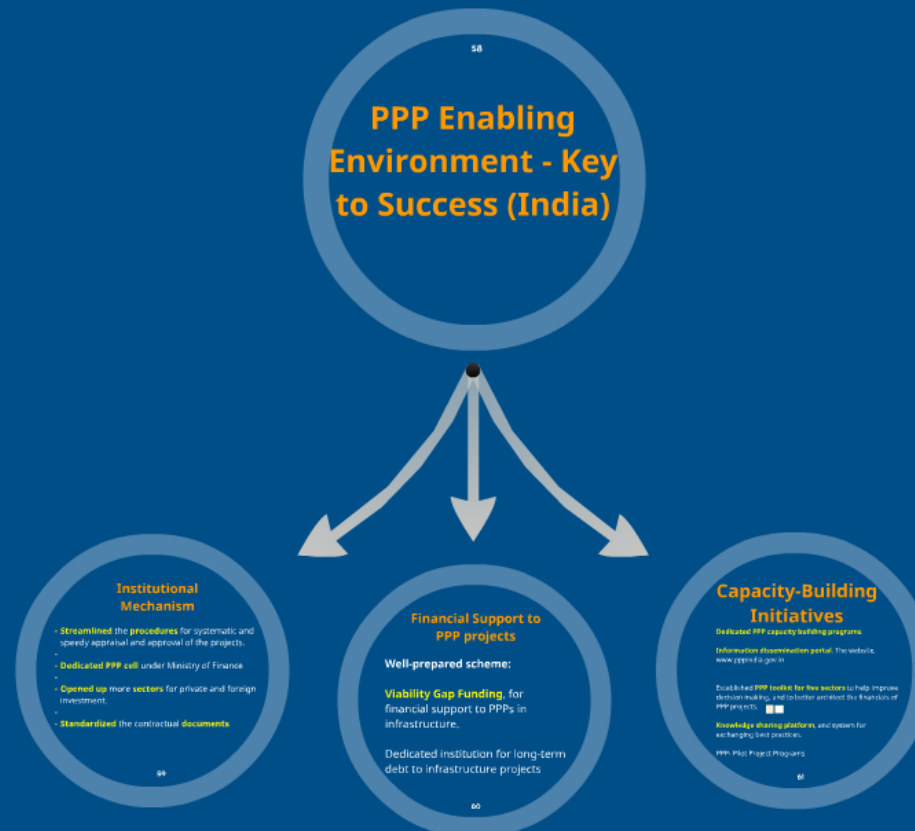 58
PPP Enabling
Environment - Key
to Success (India)
Institutional
Mechanism
- Streamlined the procedures for systematic and
speedy appraisal and approval of the projects.
-
- Dedicated PPP cell under Ministry of Finance
-
- Opened up more sectors for private and foreign
investment.
-
- Standardized the contractual documents
59
Financial Support to
PPP projects
Well-prepared scheme:
Viability Gap Funding, for
financial support to PPPs in
infrastructure.
Dedicated institution for long-term
debt to infrastructure projects
60
Capacity-Building
Initiatives
Dedicated PPP capacity building programs
Information dissemination portal. The website,
www.pppindia.gov.in
Established PPP toolkit for five sectors to help improve
decision making, and to better architect the financials of
PPP projects.
Knowledge sharing platform, and system for
exchanging best practices.
PPP- Pilot Project Programs
61